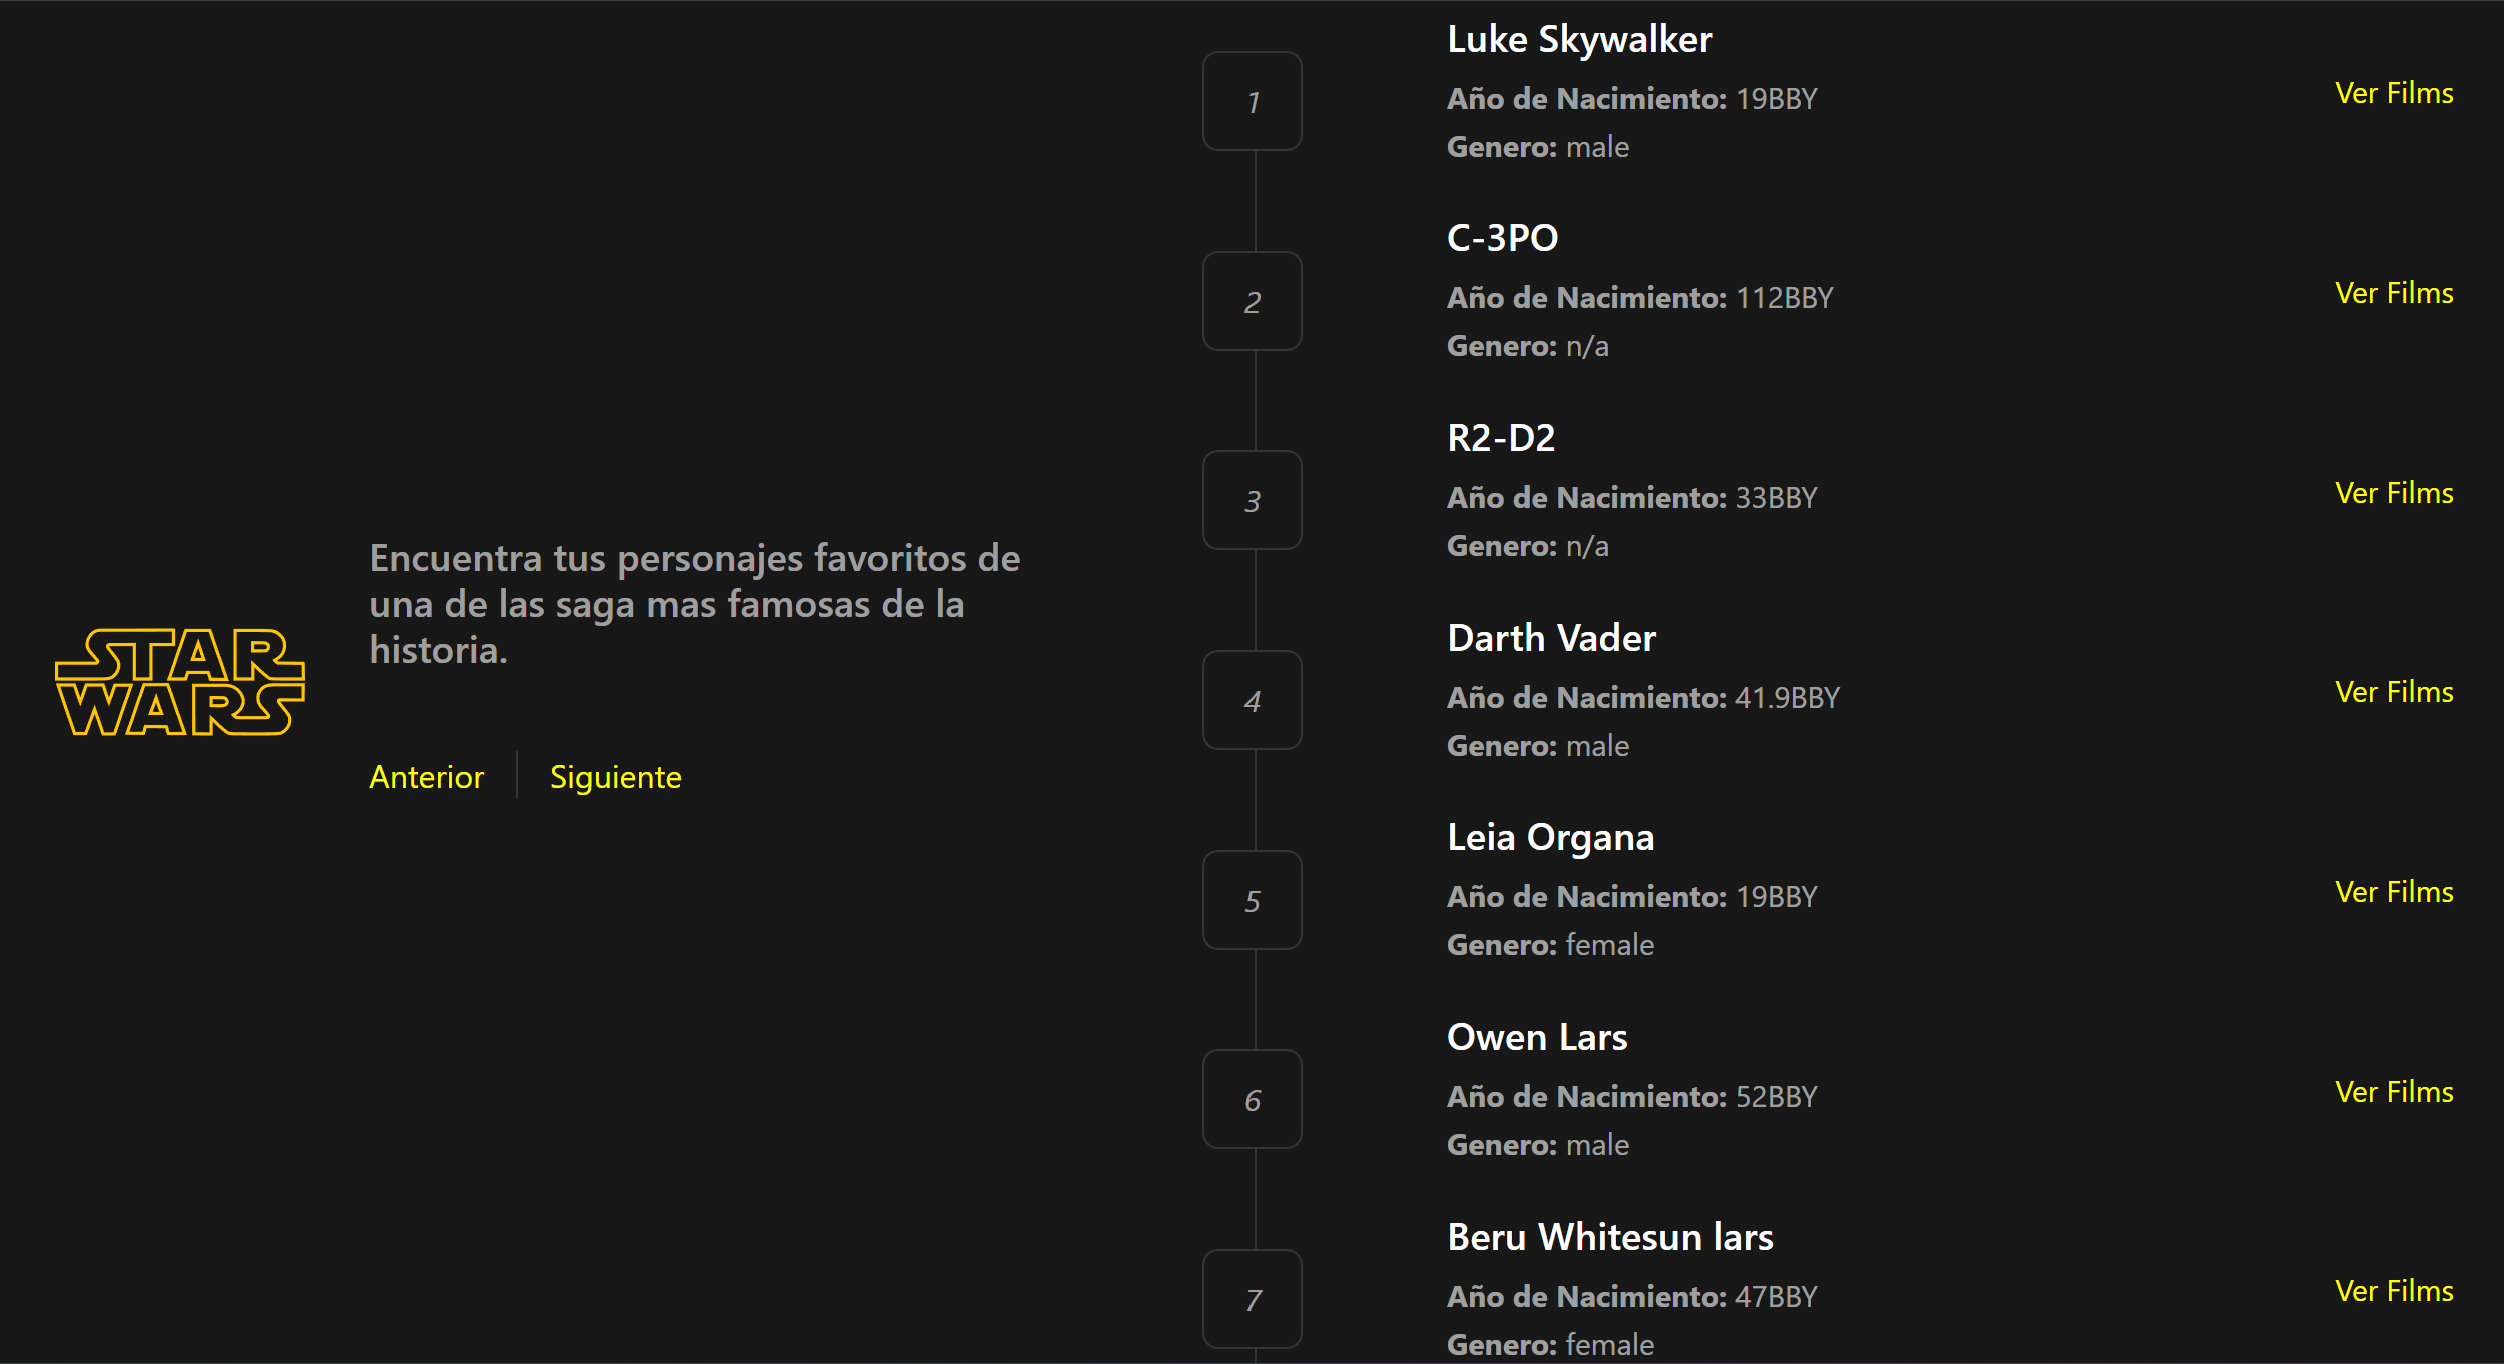 STAR
WARS
Encuentra tus personajes favoritos de
una de las saga mas famosas de la
historia.
Anterior
Siguiente
1
Luke Skywalker
Año de Nacimiento: 19BBY
Genero: male
Ver Films
2
C-3PO
Año de Nacimiento: 112BBY
Genero: n/a
Ver Films
3
R2-D2
Año de Nacimiento: 33BBY
Genero: n/a
Ver Films
4
Darth Vader
Año de Nacimiento: 41.9BBY
Genero: male
Ver Films
5
Leia Organa
Año de Nacimiento: 19BBY
Genero: female
Ver Films
6
Owen Lars
Año de Nacimiento: 52BBY
Genero: male
Ver Films
7
Beru Whitesun lars
Año de Nacimiento: 47BBY
Genero: female
Ver Films